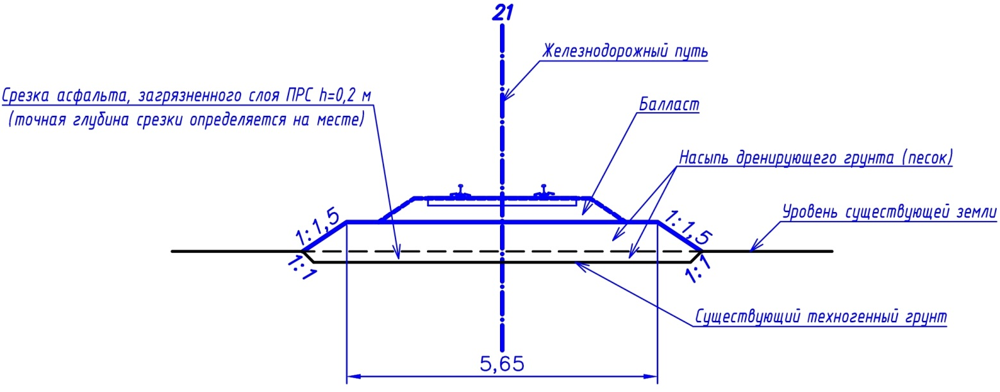 21
Железнодорожный путь
Срезка асфальта, загрязненного слоя ПРС h=0,2 м
(точная глубина срезки определяется на месте)
Балласт
Насыпь дренирующего грунта (песок)
Уровень существующей земли
1:1,5
1:1,5
1:1
1:1
Существующий техногенный грунт
5,65